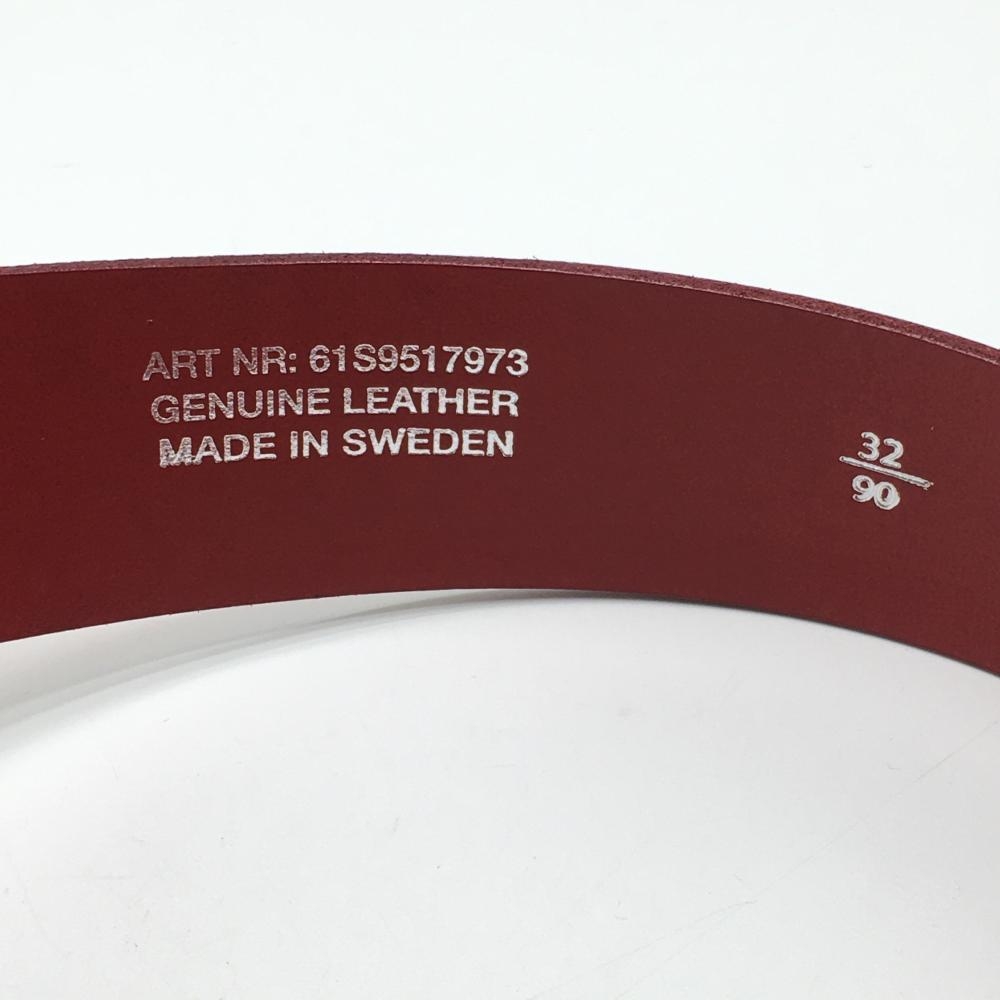 ART NR: 61S9517973
GENUINE LEATHER
MADE IN SWEDEN
32
90